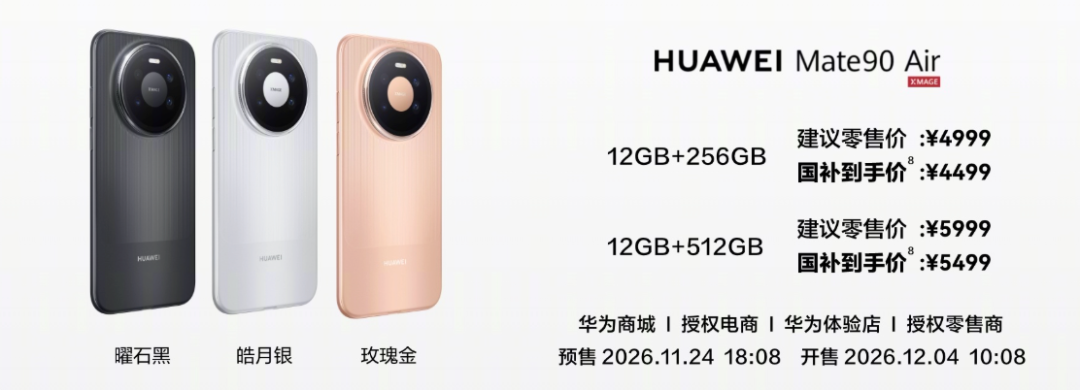 HUAWEI Mate90 Air
XMAGE
12GB+256GB
建议零售价 :¥4999
国补到手价⁸ :¥4499
12GB+512GB
建议零售价 :¥5999
国补到手价⁸ :¥5499
华为商城 | 授权电商 | 华为体验店 | 授权零售商
预售 2026.11.24 18:08 开售 2026.12.04 10:08
HUAWEI
HUAWEI
HUAWEI
曜石黑
皓月银
玫瑰金